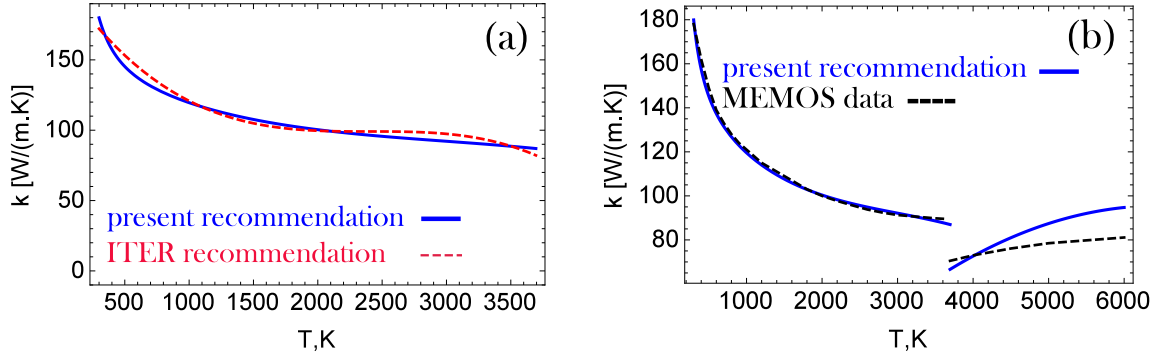 (a)
k [W/(m.K)]
150
100
50
0
present recommendation
ITER recommendation
500 1000 1500 2000 2500 3000 3500
T,K
(b)
k [W/(m.K)]
180
160
140
120
100
80
present recommendation
MEMOS data
1000 2000 3000 4000 5000 6000
T,K